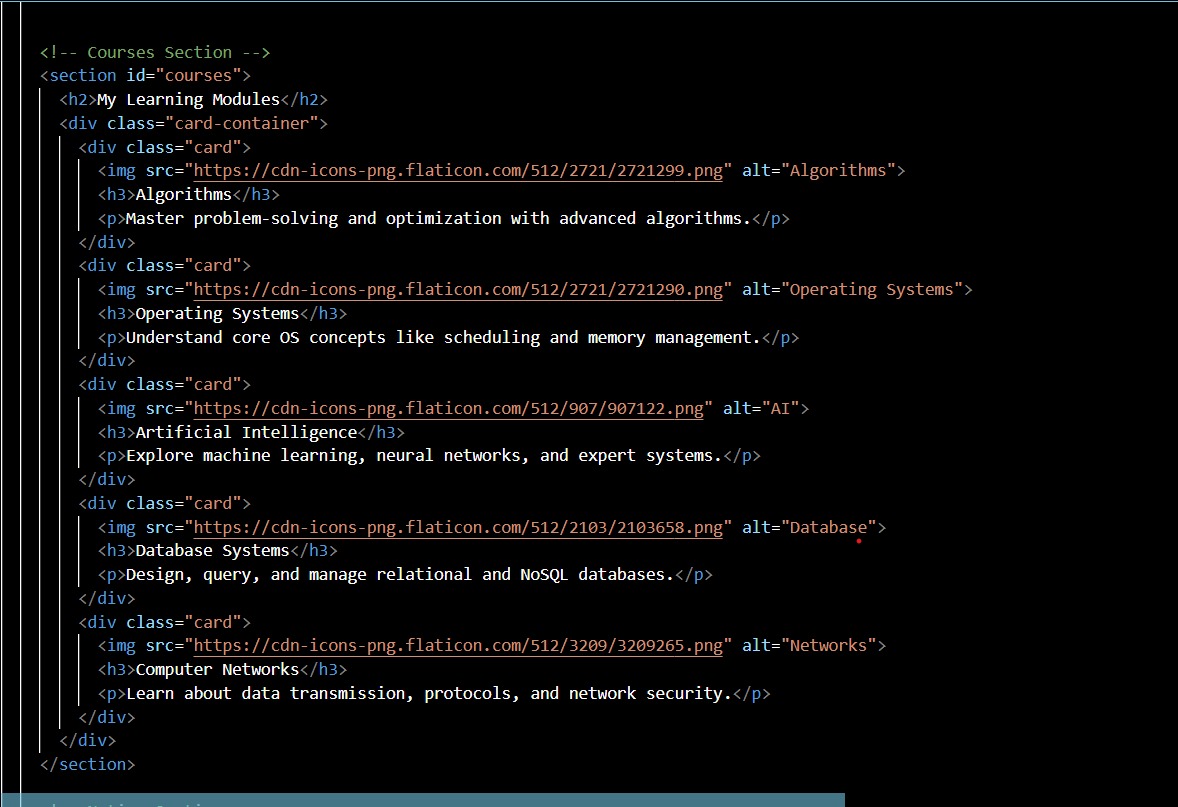 <!-- Courses Section -->
<section id="courses">
<h2>My Learning Modules</h2>
<div class="card-container">
<div class="card">
<img src="https://cdn-icons-png.flaticon.com/512/2721/2721299.png" alt="Algorithms">
<h3>Algorithms</h3>
<p>Master problem-solving and optimization with advanced algorithms.</p>
</div>
<div class="card">
<img src="https://cdn-icons-png.flaticon.com/512/2721/2721290.png" alt="Operating Systems">
<h3>Operating Systems</h3>
<p>Understand core OS concepts like scheduling and memory management.</p>
</div>
<div class="card">
<img src="https://cdn-icons-png.flaticon.com/512/907/907122.png" alt="AI">
<h3>Artificial Intelligence</h3>
<p>Explore machine learning, neural networks, and expert systems.</p>
</div>
<div class="card">
<img src="https://cdn-icons-png.flaticon.com/512/2103/2103658.png" alt="Database">
<h3>Database Systems</h3>
<p>Design, query, and manage relational and NoSQL databases.</p>
</div>
<div class="card">
<img src="https://cdn-icons-png.flaticon.com/512/3209/3209265.png" alt="Networks">
<h3>Computer Networks</h3>
<p>Learn about data transmission, protocols, and network security.</p>
</div>
</div>
</section>